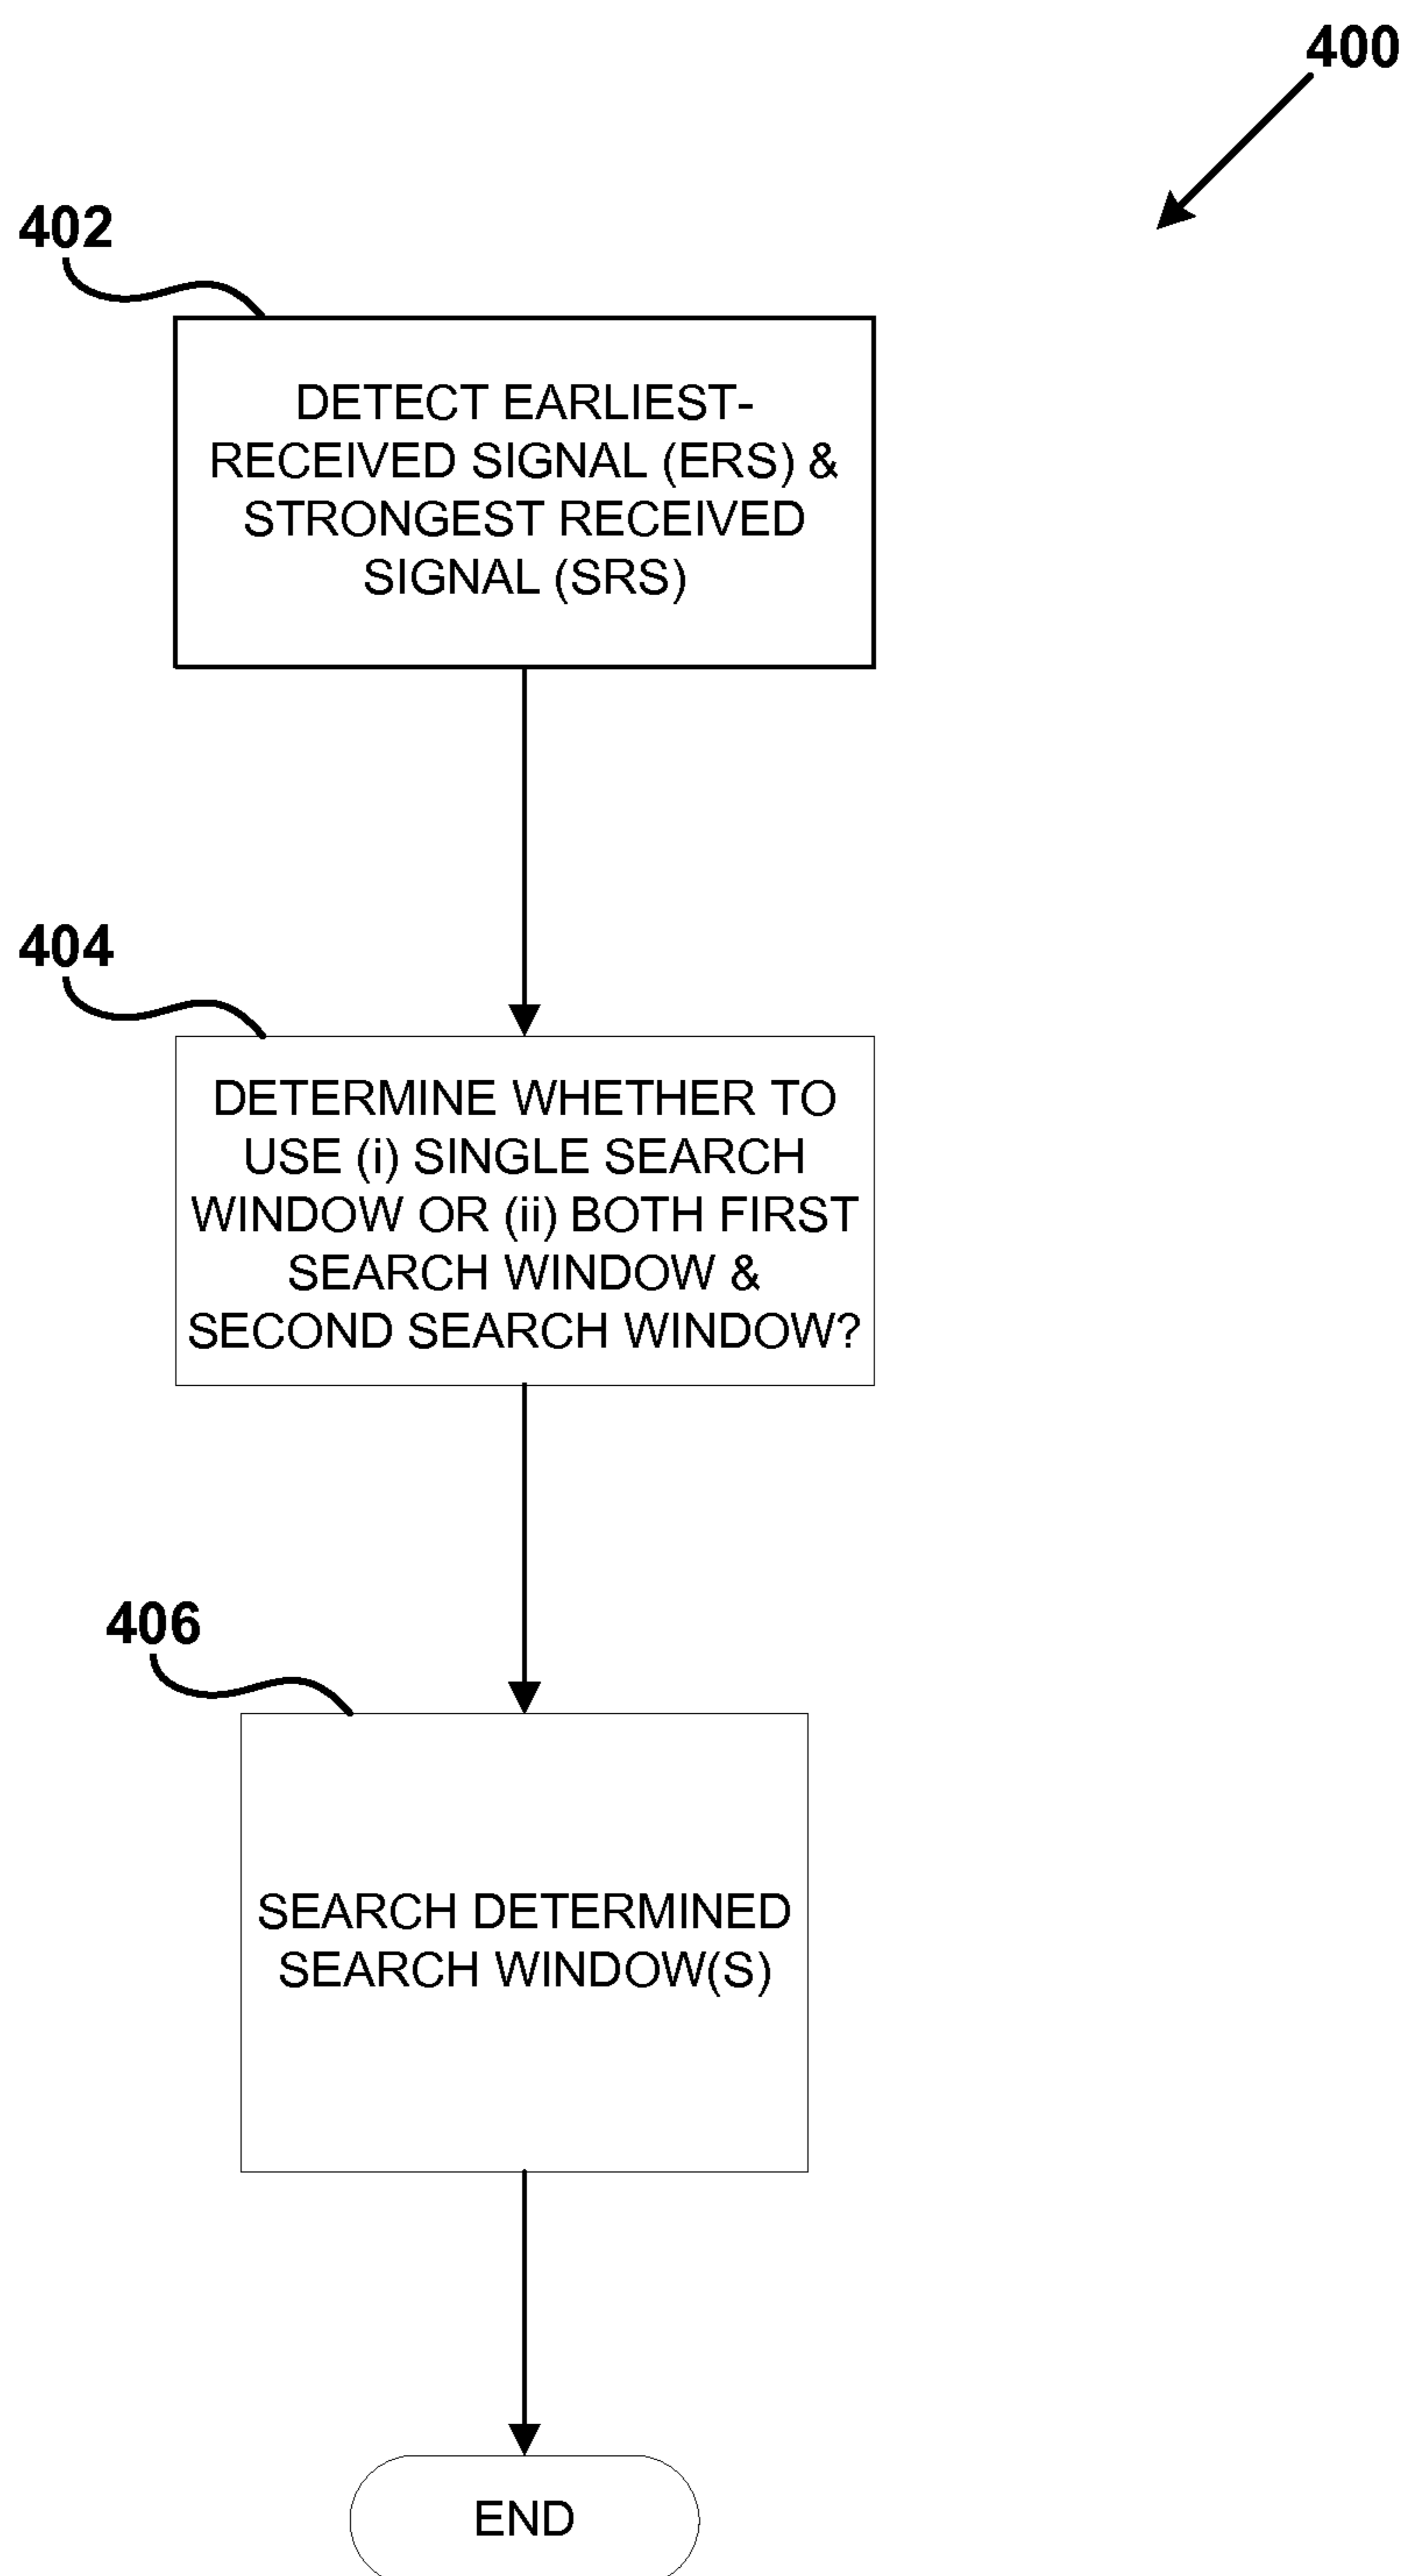 400
402
DETECT EARLIEST-
RECEIVED SIGNAL (ERS) &
STRONGEST RECEIVED
SIGNAL (SRS)
404
DETERMINE WHETHER TO
USE (i) SINGLE SEARCH
WINDOW OR (ii) BOTH FIRST
SEARCH WINDOW &
SECOND SEARCH WINDOW?
406
SEARCH DETERMINED
SEARCH WINDOW(S)
END